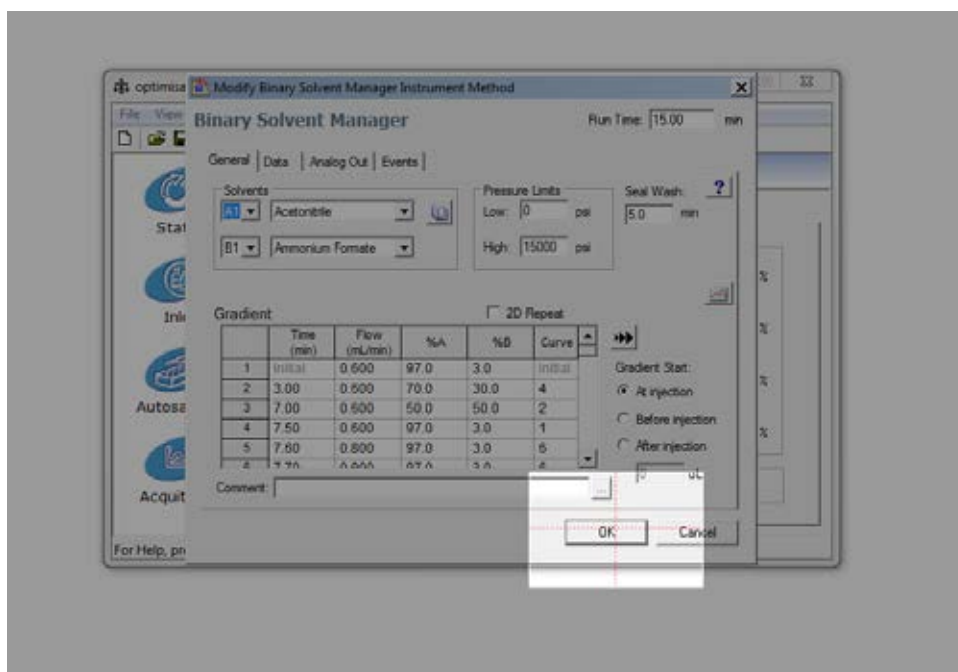 optimisa
Modify Binary Solvent Manager Instrument Method
File View
Binary Solvent Manager
Run Time: 15.00 min
General Data Analog Out Events
Solvents
Pressure Limits
Seal Wash:
A1 Acetonitrile
Low: 0 psi
5.0 min
?
B1 Ammonium Formate
High: 15000 psi
Gradient
2D Repeat
Time (min) Flow (mL/min) %A %B Curve
1 Initial 0.600 97.0 3.0 Initial
2 3.00 0.600 70.0 30.0 4
3 7.00 0.600 50.0 50.0 2
4 7.50 0.600 97.0 3.0 1
5 7.60 0.800 97.0 3.0 6
Gradient Start:
At injection
Before injection
After injection
uL
Comment:
...
OK Cancel
Stat
Inle
Autosa
Acquit
%
%
%
%
For Help, pr